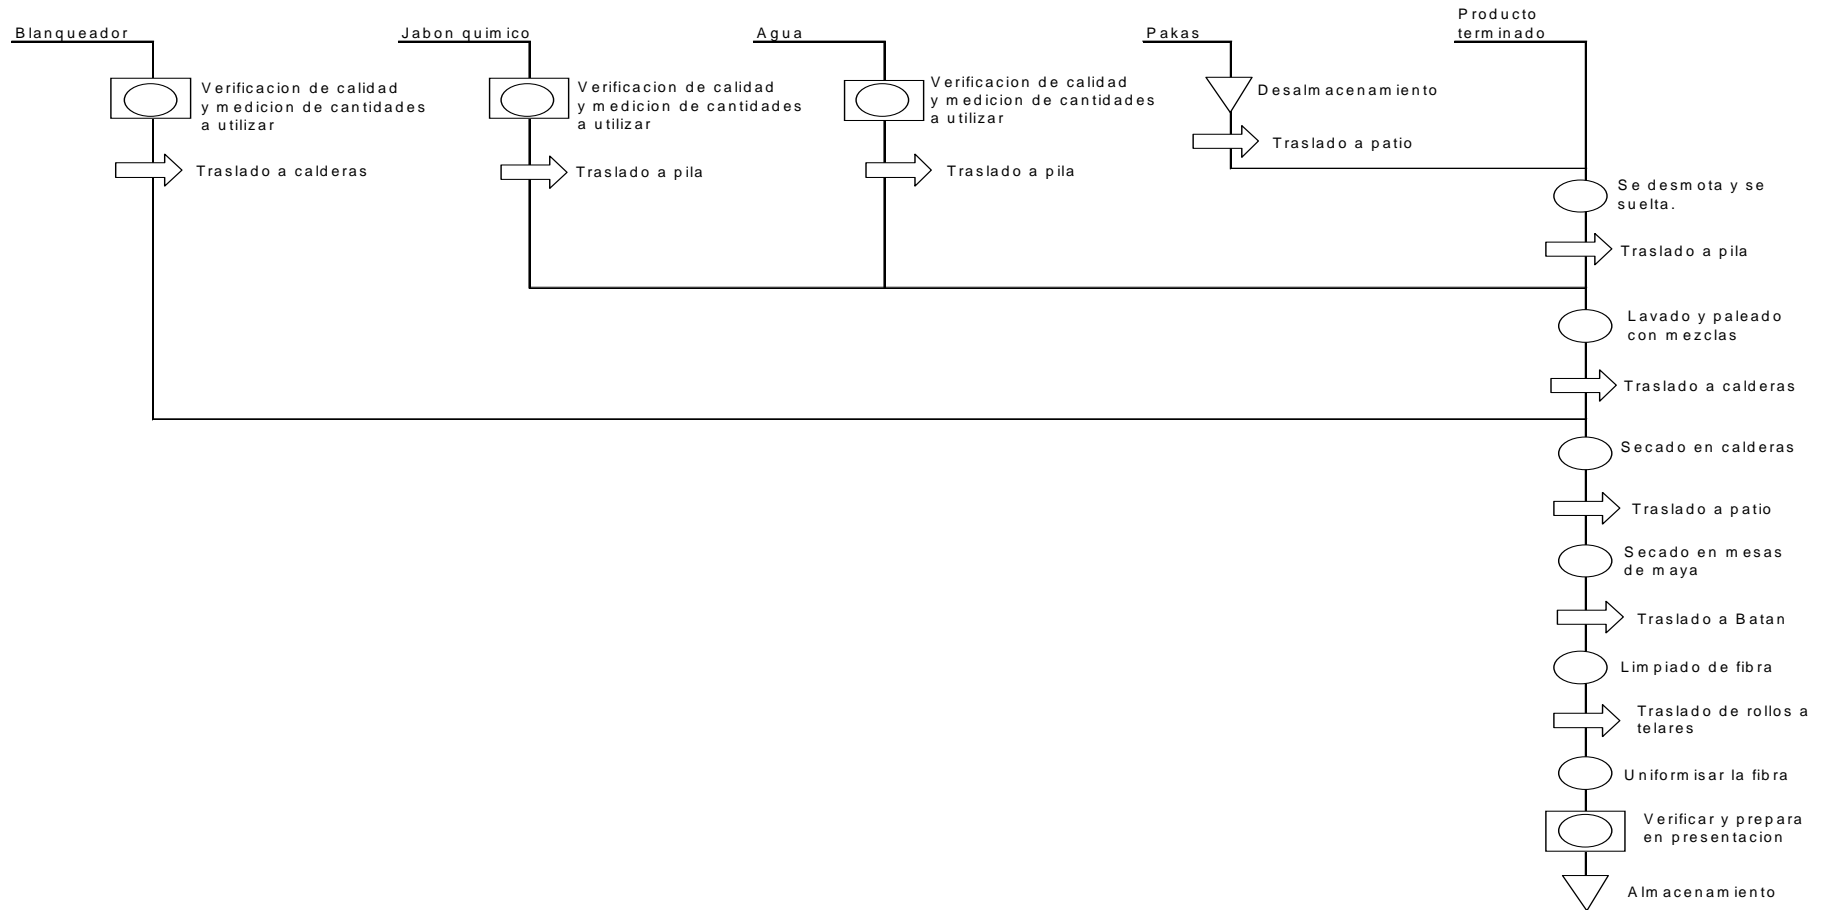 Blanqueador
Verificacion de calidad
y medicion de cantidades
a utilizar
Traslado a calderas
Jabon quimico
Verificacion de calidad
y medicion de cantidades
a utilizar
Traslado a pila
Agua
Verificacion de calidad
y medicion de cantidades
a utilizar
Traslado a pila
Pakas
Desalmacenamiento
Traslado a patio
Producto
terminado
Se desmota y se
suelta.
Traslado a pila
Lavado y paleado
con mezclas
Traslado a calderas
Secado en calderas
Traslado a patio
Secado en mesas
de maya
Traslado a Batan
Limpiado de fibra
Traslado de rollos a
telares
Uniformisar la fibra
Verificar y prepara
en presentacion
Almacenamiento